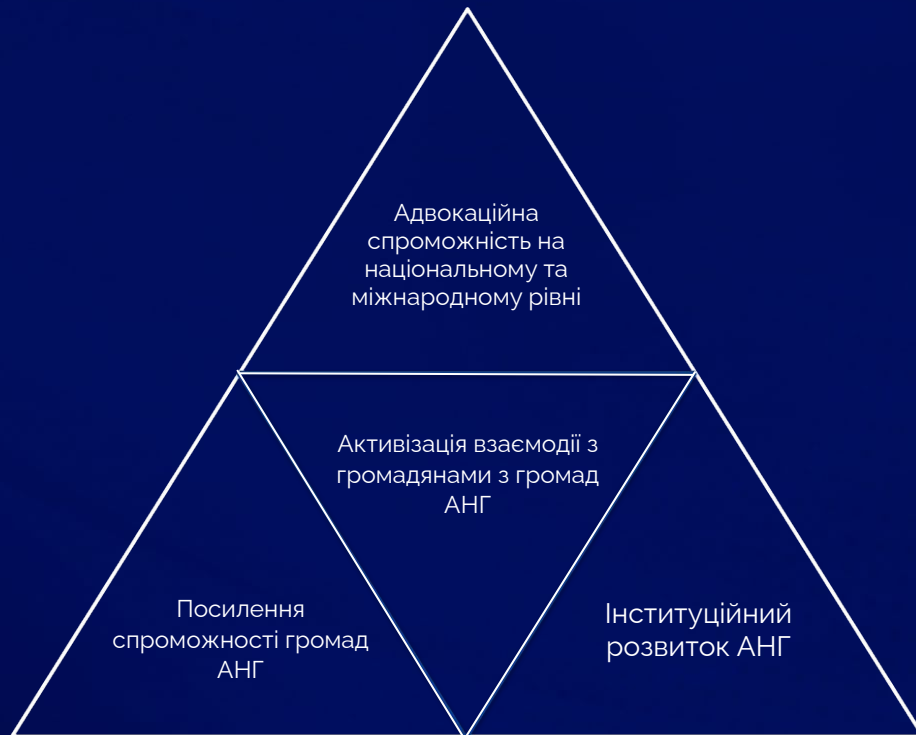 Адвокаційна
спроможність на
національному та
міжнародному рівні
Активізація взаємодії з
громадянами з громад
АНГ
Посилення
спроможності громад
АНГ
Інституційний
розвиток АНГ